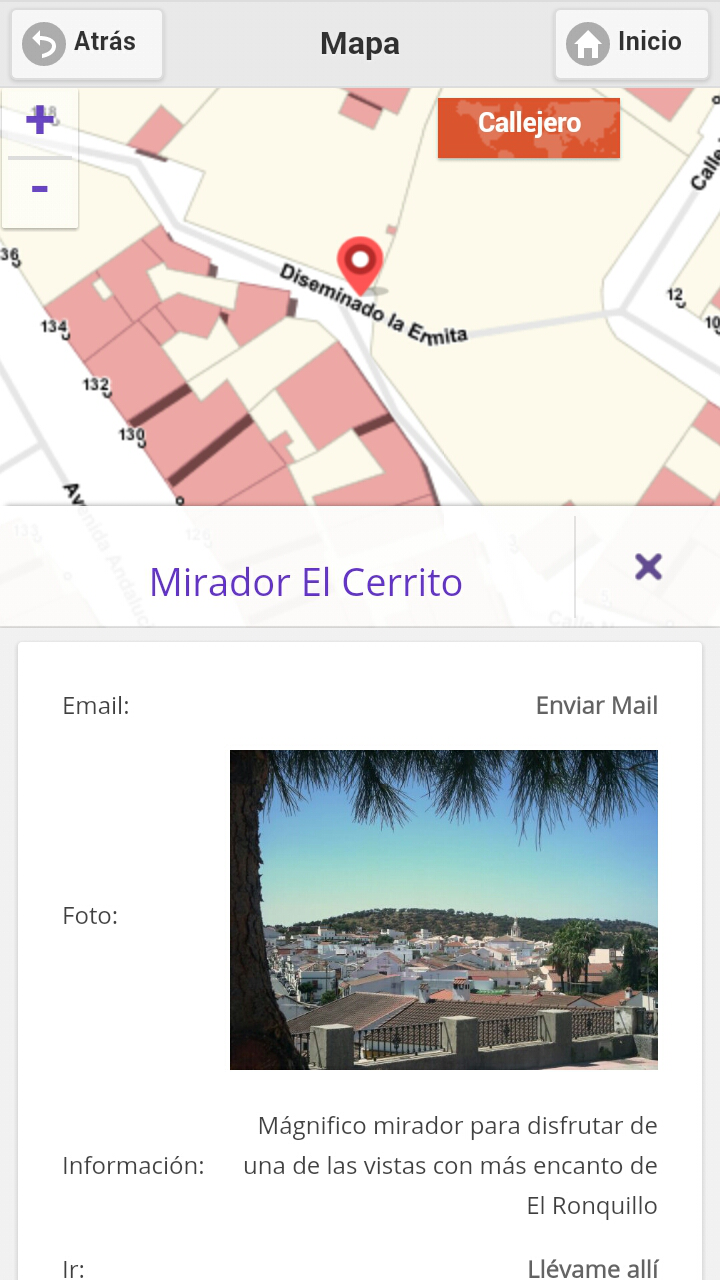 Atrás
Mapa
Inicio
+
Callejero
-
Calle
36
Diseminado la Ermita
12
10
134
132
130
Avenida Andaluc
Mirador El Cerrito
Email:
Enviar Mail
Foto:
Información:
Mágnifico mirador para disfrutar de
una de las vistas con más encanto de
El Ronquillo
Ir:
Llévame allí